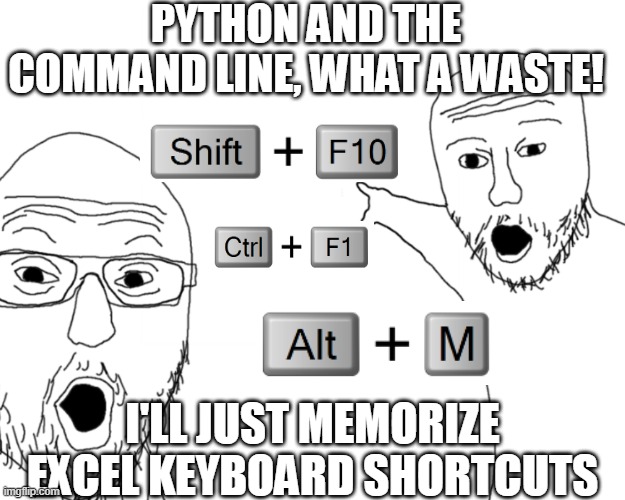 PYTHON AND THE
COMMAND LINE, WHAT A WASTE!
Shift + F10
Ctrl + F1
Alt + M
I'LL JUST MEMORIZE
EXCEL KEYBOARD SHORTCUTS
imgflip.com